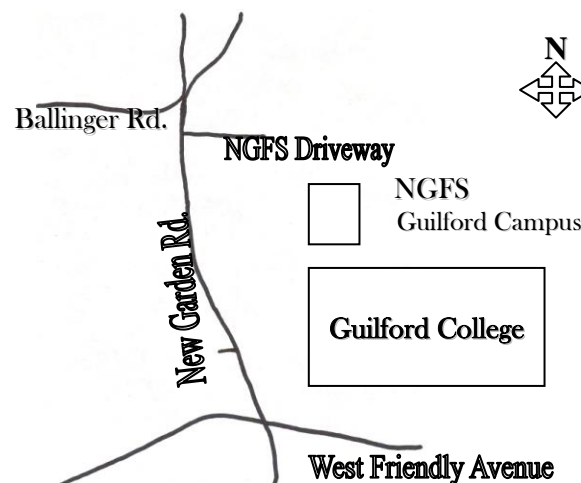 N
Ballinger Rd.
NGFS Driveway
NGFS
Guilford Campus
New Garden Rd.
Guilford College
West Friendly Avenue